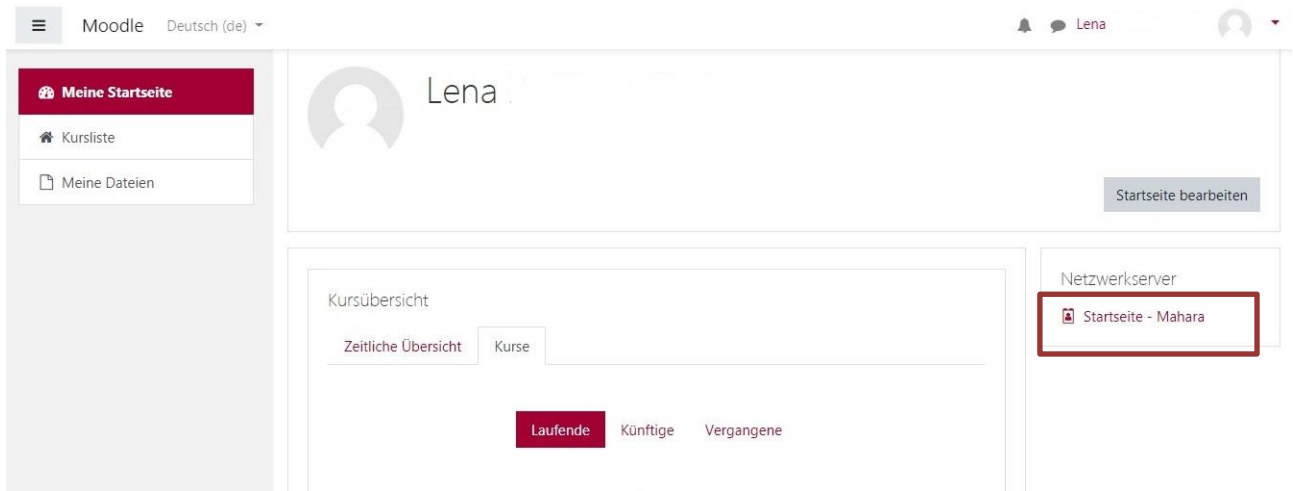 Moodle Deutsch (de) Lena
Meine Startseite
Kursliste
Meine Dateien
Lena
Startseite bearbeiten
Kursübersicht
Zeitliche Übersicht Kurse
Laufende Künftige Vergangene
Netzwerkserver
Startseite - Mahara